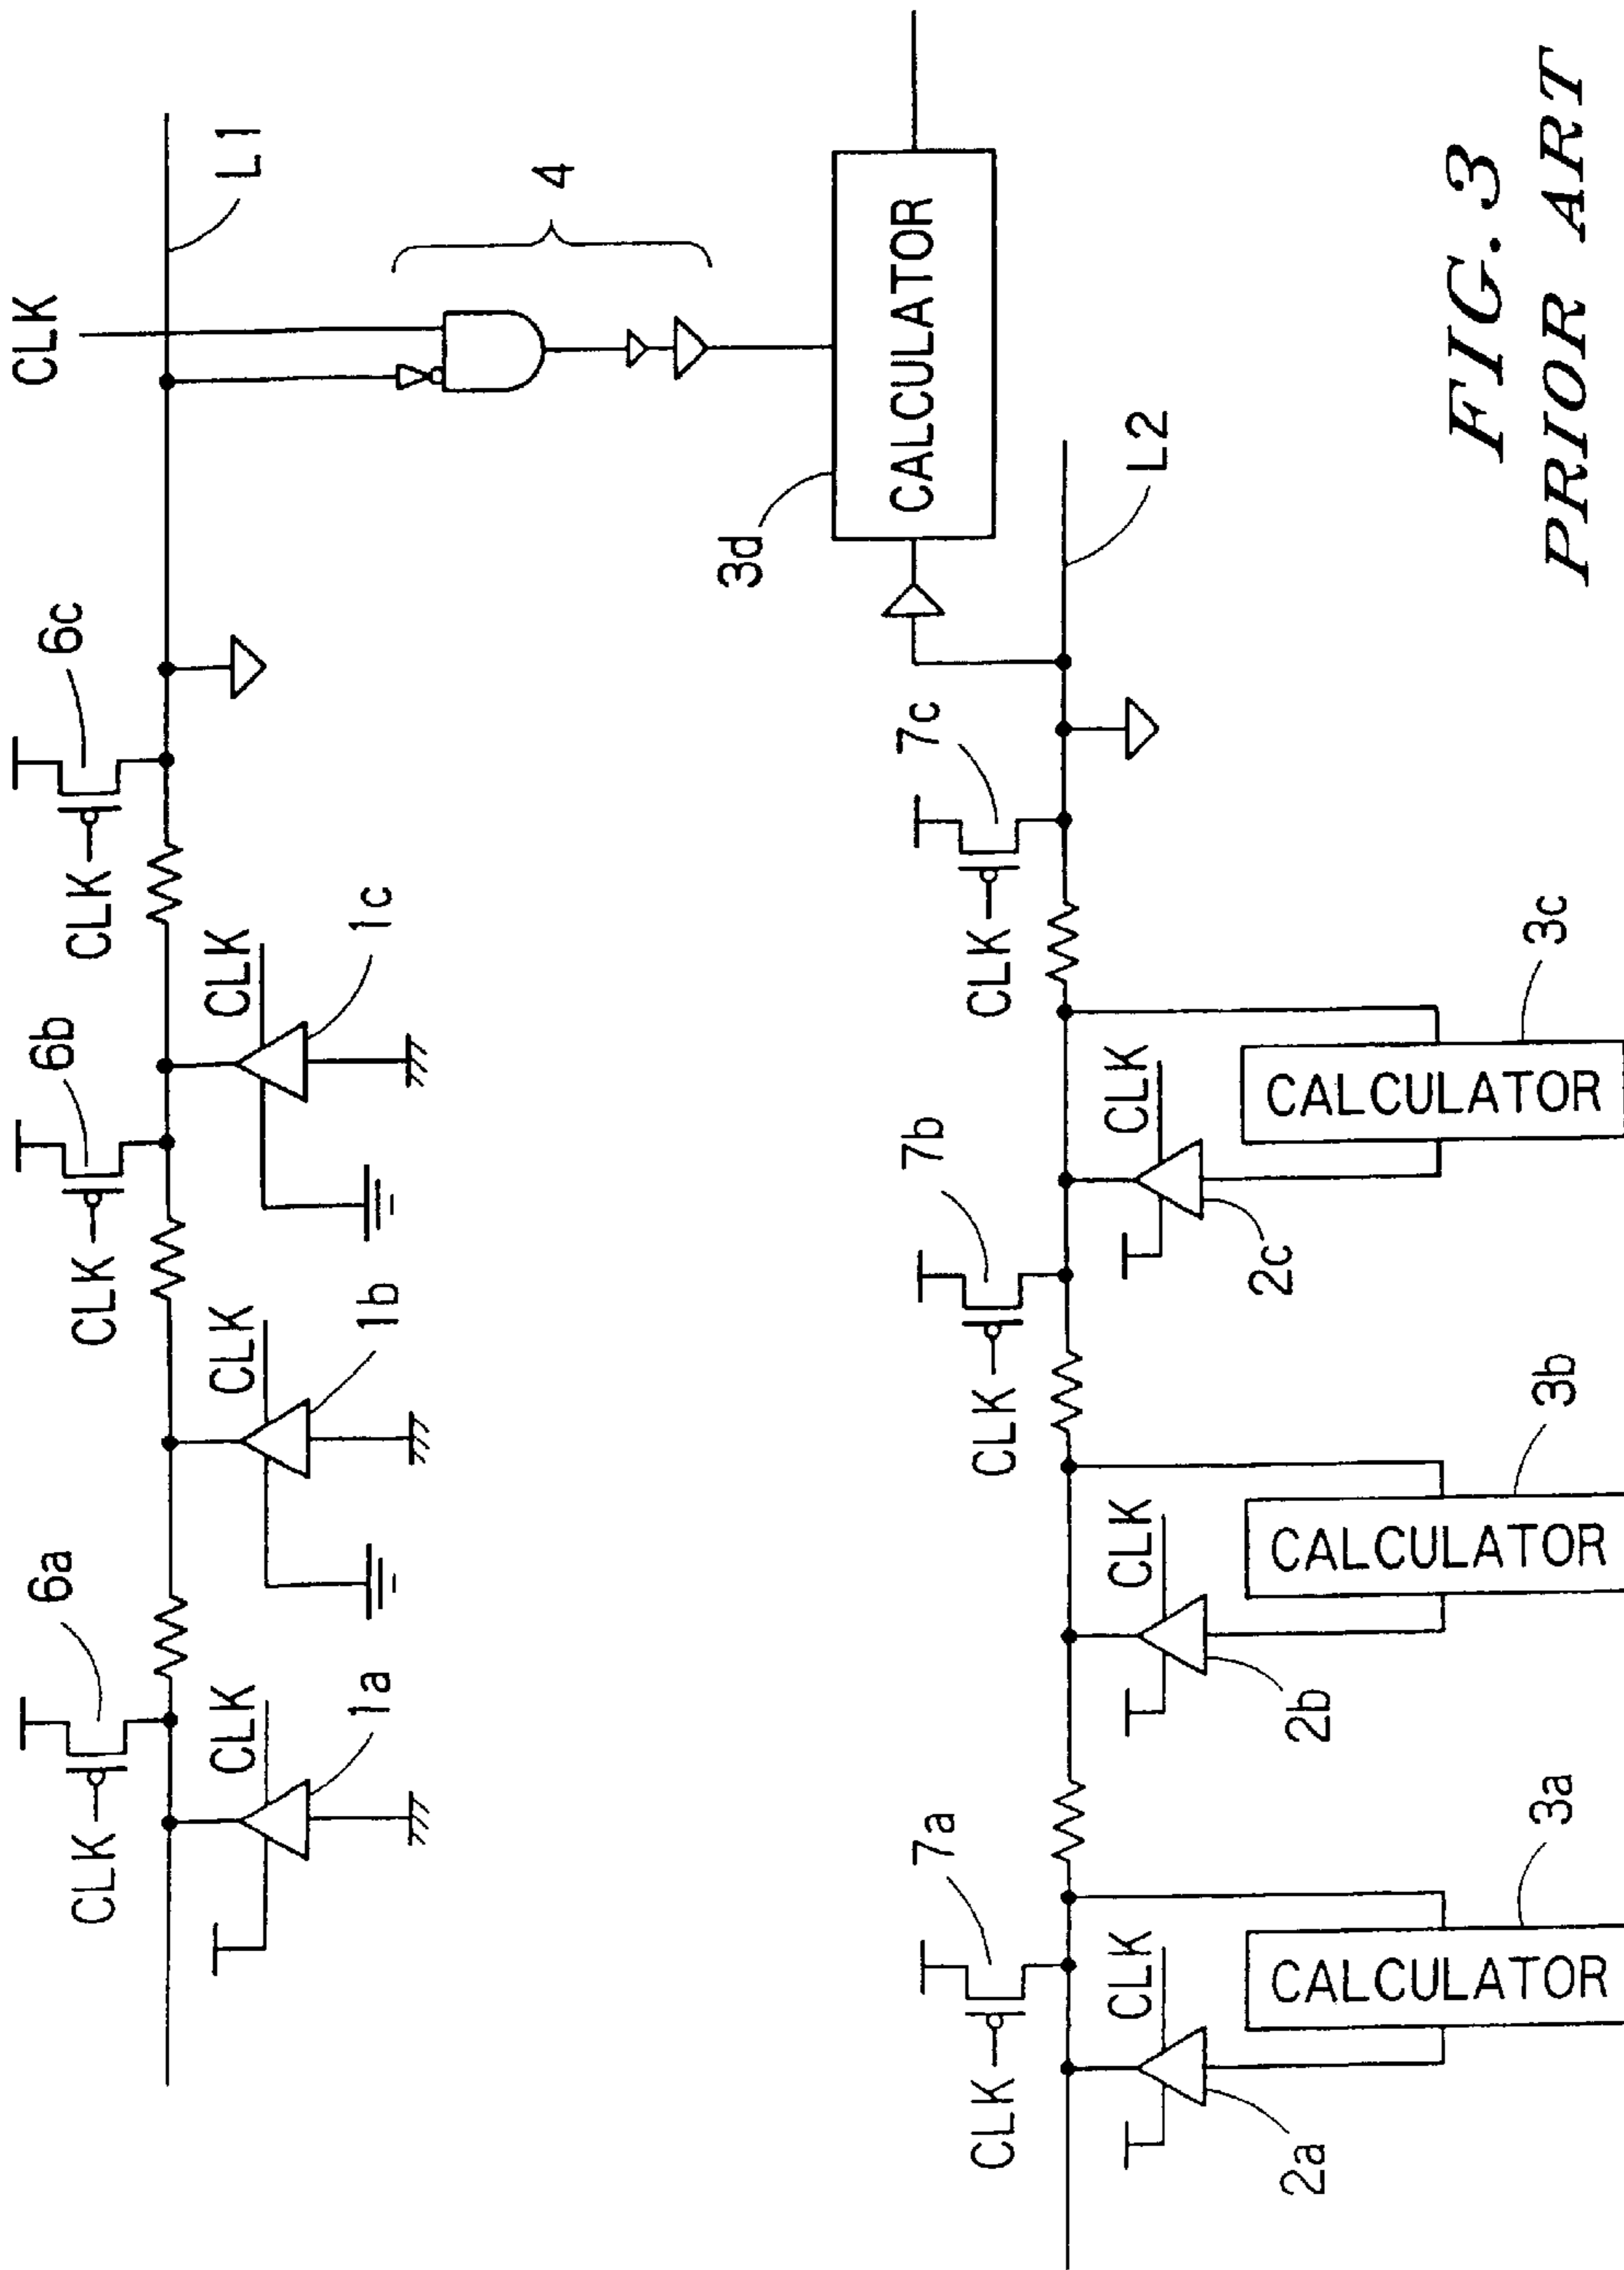 CLK
L1
6a
6b
6c
CLK
CLK
CLK
CLK
CLK
CLK
1a
1b
1c
4
3d
CALCULATOR
L2
7a
7b
7c
CLK
CLK
CLK
CLK
CLK
CLK
2a
2b
2c
CALCULATOR
CALCULATOR
CALCULATOR
3a
3b
3c
FIG. 3
PRIOR ART